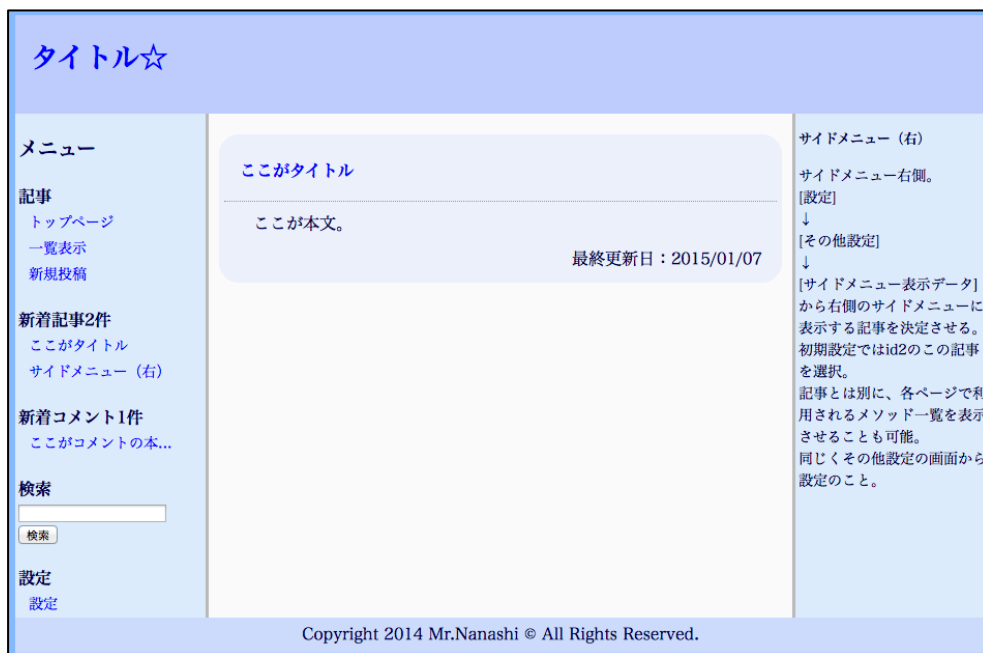 タイトル☆
メニュー
記事
トップページ
一覧表示
新規投稿
新着記事2件
ここがタイトル
サイドメニュー（右）
新着コメント1件
ここがコメントの本...
検索
検索
設定
設定
ここがタイトル
ここが本文。
最終更新日：2015/01/07
サイドメニュー（右）
サイドメニュー右側。
[設定]
↓
[その他設定]
↓
[サイドメニュー表示データ]
から右側のサイドメニューに
表示する記事を決定させる。
初期設定ではid2のこの記事
を選択。
記事とは別に、各ページで利
用されるメソッド一覧を表示
させることも可能。
同じくその他設定の画面から
設定のこと。
Copyright 2014 Mr.Nanashi © All Rights Reserved.